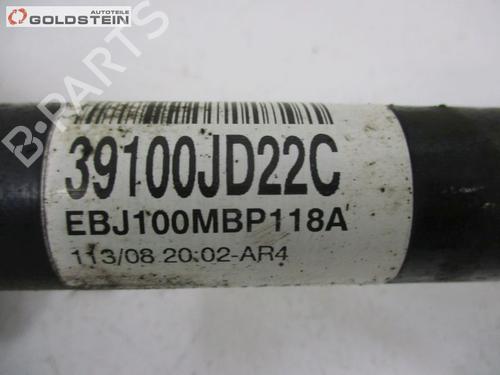 AUTOTEILE
GOLDSTEIN
B-PARTS
39100JD22C
EBJ100MBP118A
113/08 20:02-AR4